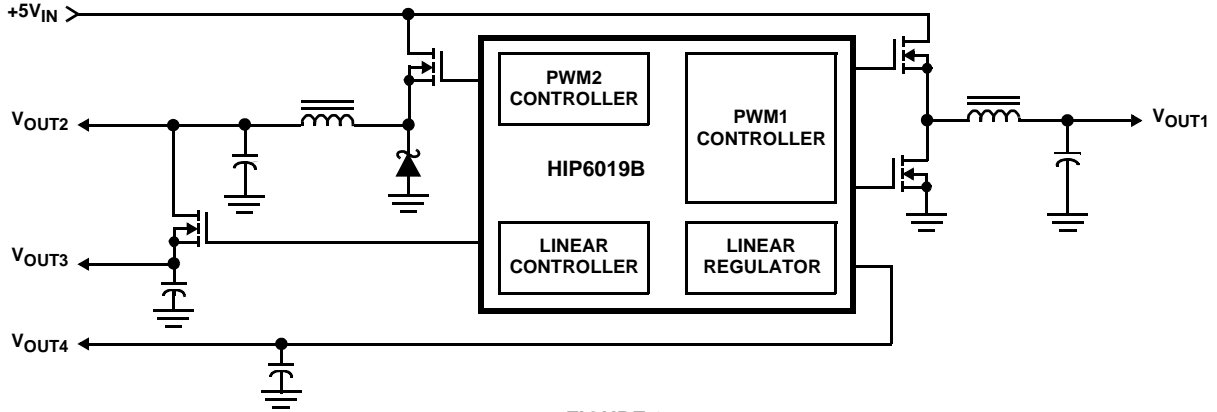 +5VIN
PWM2
CONTROLLER
PWM1
CONTROLLER
VOUT2
VOUT1
HIP6019B
VOUT3
LINEAR
CONTROLLER
LINEAR
REGULATOR
VOUT4